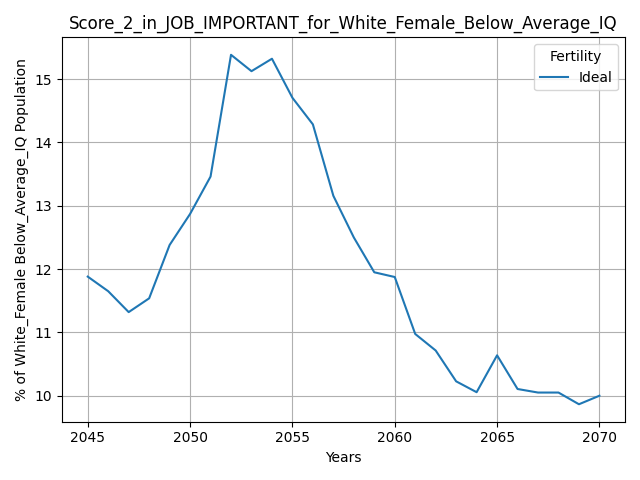 Score_2_in_JOB_IMPORTANT_for_White_Female_Below_Average_IQ
Fertility
Ideal
% of White_Female Below_Average_IQ Population
15
14
13
12
11
10
2045 2050 2055 2060 2065 2070
Years